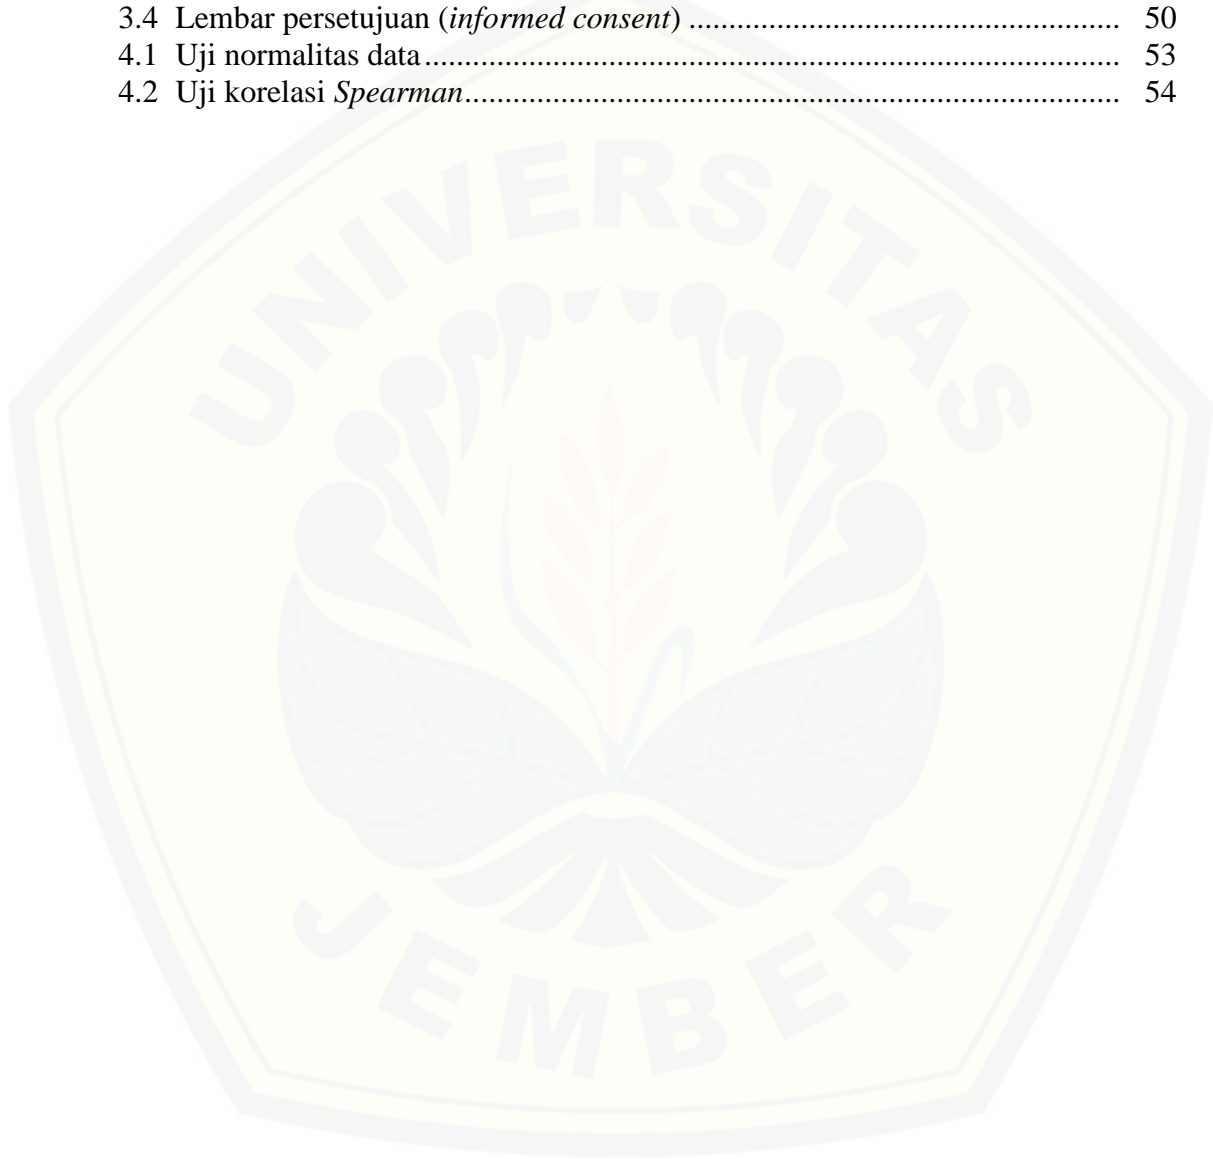 3.4 Lembar persetujuan (informed consent) ........................................................ 50
4.1 Uji normalitas data........................................................................................ 53
4.2 Uji korelasi Spearman................................................................................... 54
UNIVERSITAS
JEMBER